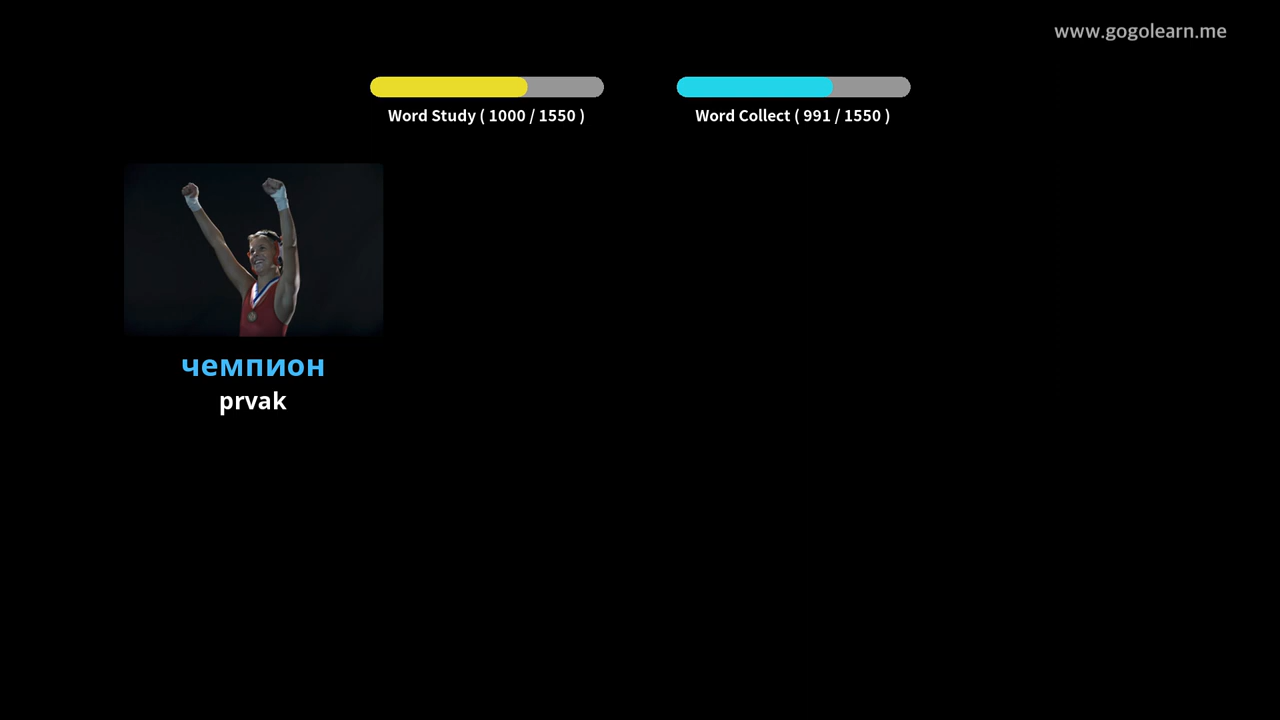 www.gogolearn.me
Word Study ( 1000 / 1550 )
Word Collect ( 991 / 1550 )
чемпион
prvak